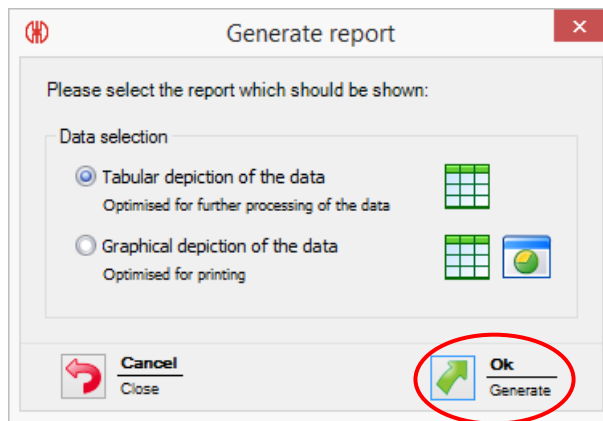 Generate report
Please select the report which should be shown:
Data selection
Tabular depiction of the data
Optimised for further processing of the data
Graphical depiction of the data
Optimised for printing
Cancel
Close
Ok
Generate